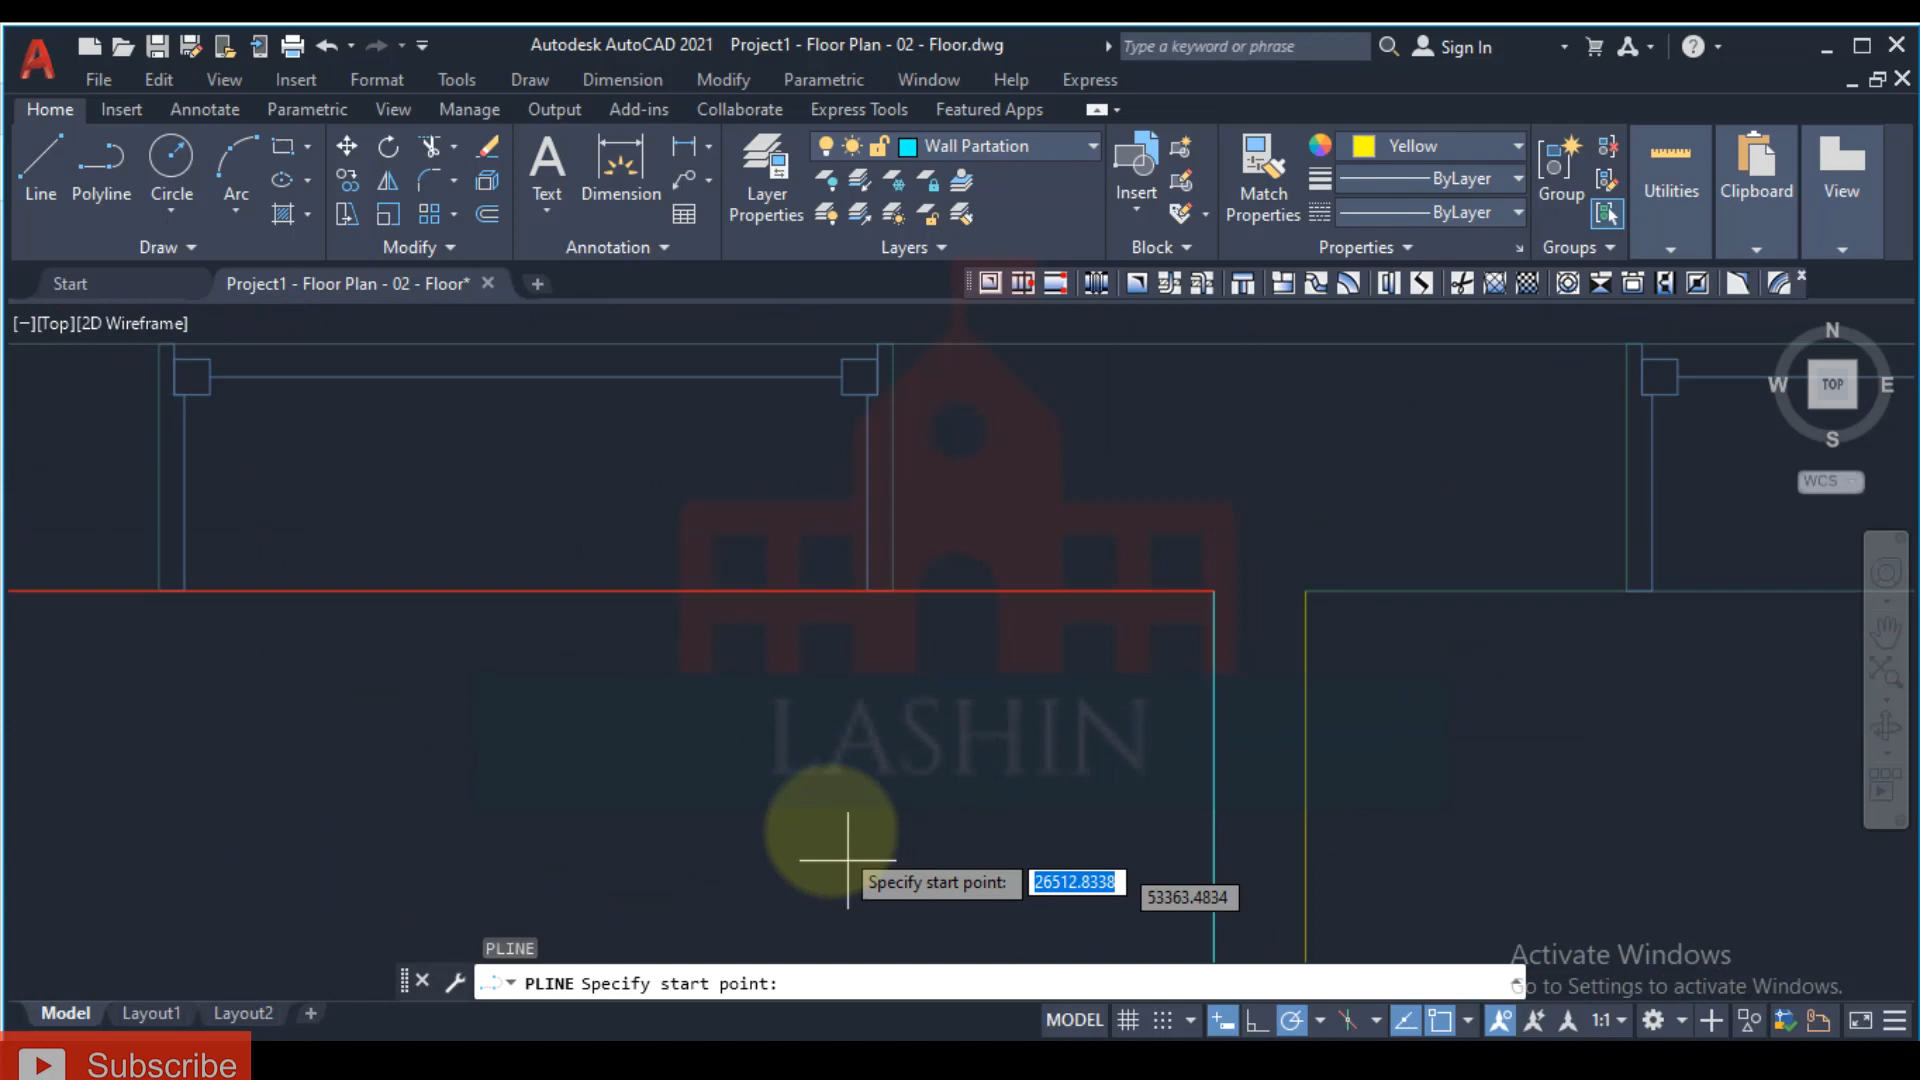 Autodesk AutoCAD 2021 Project1 - Floor Plan - 02 - Floor.dwg
Type a keyword or phrase
Sign In
File Edit View Insert Format Tools Draw Dimension Modify Parametric Window Help Express
Home Insert Annotate Parametric View Manage Output Add-ins Collaborate Express Tools Featured Apps
Line Polyline Circle Arc
Text Dimension
Layer Properties
Wall Partation
Insert
Match Properties
Yellow
ByLayer
ByLayer
Group
Utilities
Clipboard
View
Draw Modify Annotation Layers Block Properties Groups
Start
Project1 - Floor Plan - 02 - Floor*
[−][Top][2D Wireframe]
N
W TOP E
S
WCS
LASHIN
Specify start point: 26512.8338 53363.4834
PLINE
PLINE Specify start point:
Activate Windows
Go to Settings to activate Windows.
Model Layout1 Layout2
MODEL
1:1
Subscribe